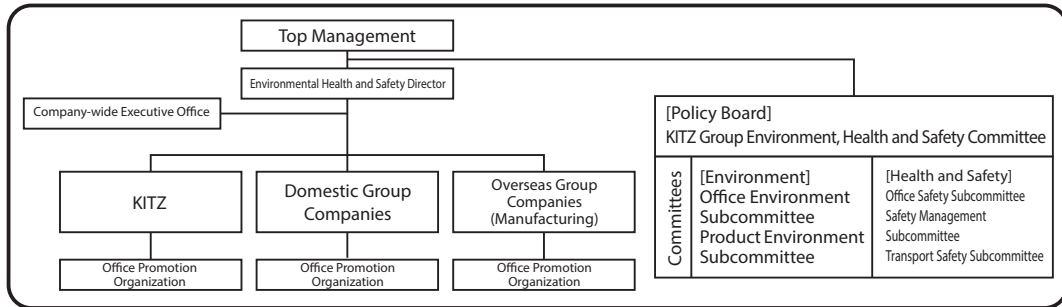 Top Management
Environmental Health and Safety Director
Company-wide Executive Office
KITZ
Domestic Group
Companies
Overseas Group
Companies
(Manufacturing)
Office Promotion
Organization
Office Promotion
Organization
Office Promotion
Organization
[Policy Board]
KITZ Group Environment, Health and Safety Committee
Committees
[Environment]
Office Environment
Subcommittee
Product Environment
Subcommittee
[Health and Safety]
Office Safety Subcommittee
Safety Management
Subcommittee
Transport Safety Subcommittee